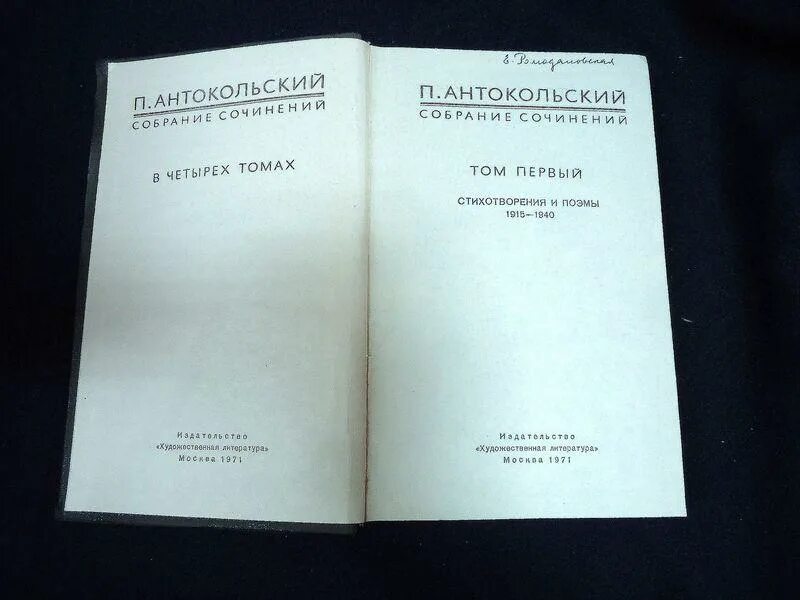 П. АНТОКОЛЬСКИЙ
СОБРАНИЕ СОЧИНЕНИЙ
В ЧЕТЫРЕХ ТОМАХ
Издательство
«Художественная литература»
Москва 1971
Е. Ромодановская
П. АНТОКОЛЬСКИЙ
СОБРАНИЕ СОЧИНЕНИЙ
ТОМ ПЕРВЫЙ
СТИХОТВОРЕНИЯ И ПОЭМЫ
1915—1940
Издательство
«Художественная литература»
Москва 1971